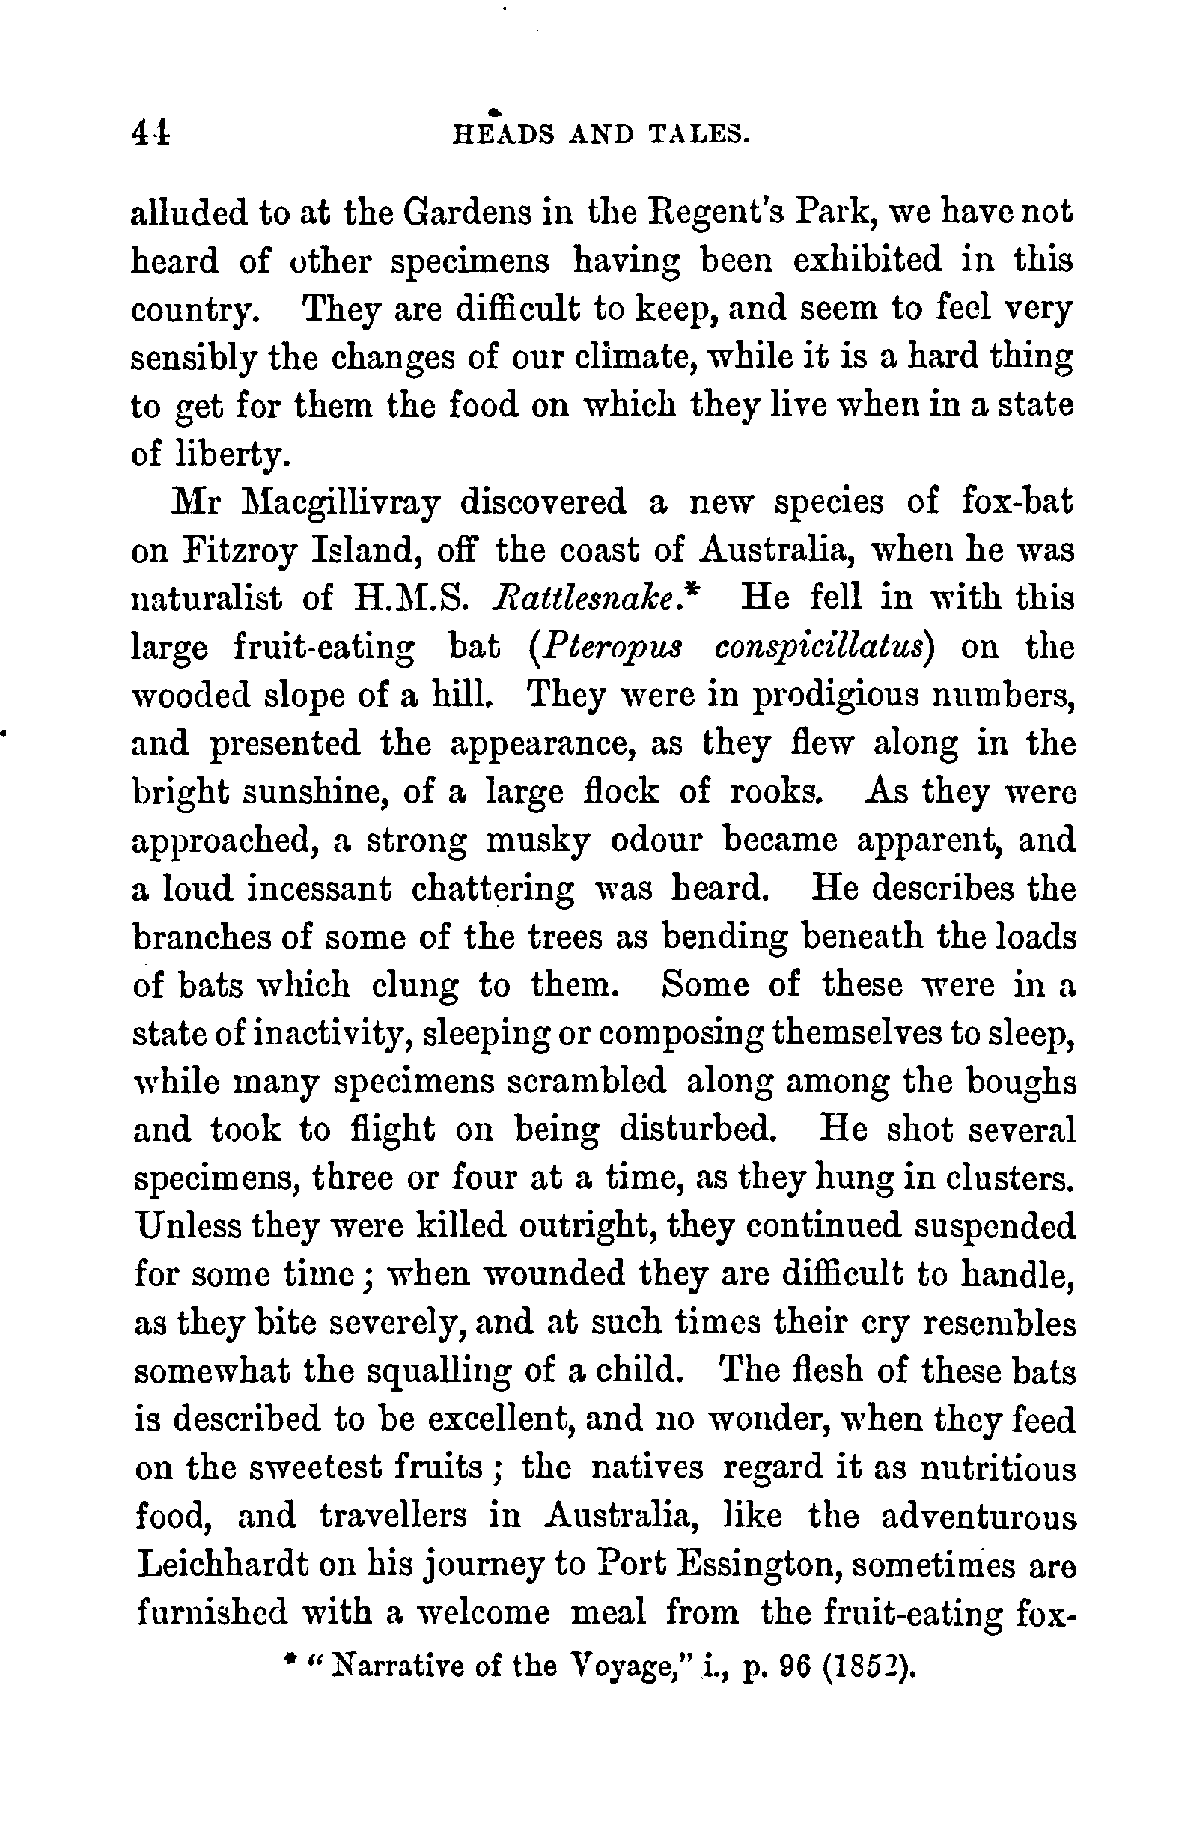 44 HEADS AND TALES.
alluded to at the Gardens in the Regent's Park, we have not
heard of other specimens having been exhibited in this
country. They are difficult to keep, and seem to feel very
sensibly the changes of our climate, while it is a hard thing
to get for them the food on which they live when in a state
of liberty.
Mr Macgillivray discovered a new species of fox-bat
on Fitzroy Island, off the coast of Australia, when he was
naturalist of H.M.S. Rattlesnake.* He fell in with this
large fruit-eating bat (Pteropus conspicillatus) on the
wooded slope of a hill. They were in prodigious numbers,
and presented the appearance, as they flew along in the
bright sunshine, of a large flock of rooks. As they were
approached, a strong musky odour became apparent, and
a loud incessant chattering was heard. He describes the
branches of some of the trees as bending beneath the loads
of bats which clung to them. Some of these were in a
state of inactivity, sleeping or composing themselves to sleep,
while many specimens scrambled along among the boughs
and took to flight on being disturbed. He shot several
specimens, three or four at a time, as they hung in clusters.
Unless they were killed outright, they continued suspended
for some time; when wounded they are difficult to handle,
as they bite severely, and at such times their cry resembles
somewhat the squalling of a child. The flesh of these bats
is described to be excellent, and no wonder, when they feed
on the sweetest fruits; the natives regard it as nutritious
food, and travellers in Australia, like the adventurous
Leichhardt on his journey to Port Essington, sometimes are
furnished with a welcome meal from the fruit-eating fox-
* "Narrative of the Voyage," i., p. 96 (1852).